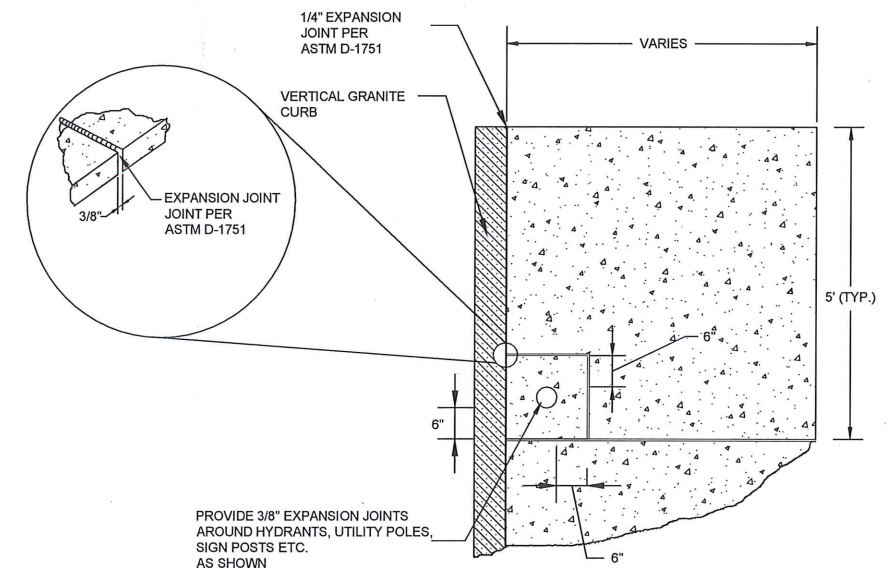 1/4" EXPANSION
JOINT PER
ASTM D-1751
VARIES
VERTICAL GRANITE
CURB
EXPANSION JOINT
JOINT PER
ASTM D-1751
3/8"
5' (TYP.)
6"
6"
PROVIDE 3/8" EXPANSION JOINTS
AROUND HYDRANTS, UTILITY POLES,
SIGN POSTS ETC.
AS SHOWN
6"